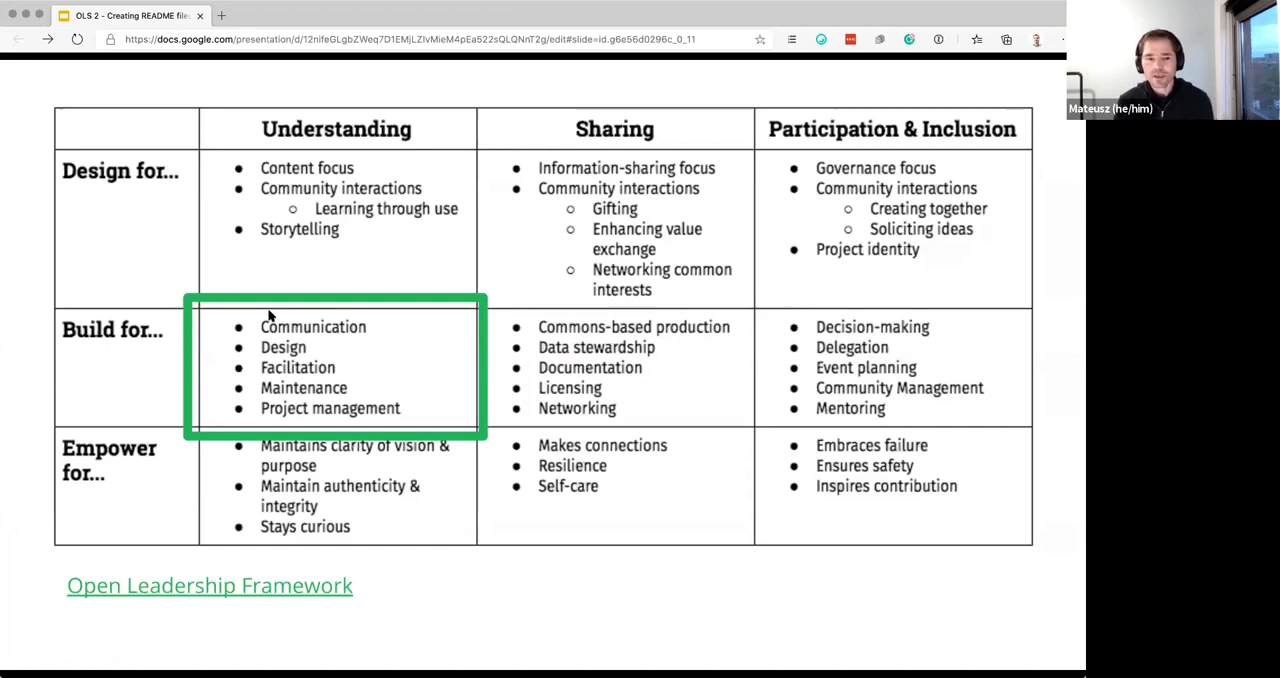 OLS 2 - Creating README file
https://docs.google.com/presentation/d/12nifeGLgbZWeq7D1EMjLZIvMieM4pEa522sQLQNnT2g/edit#slide=id.g6e56d0296c_0_11
Mateusz (he/him)
Understanding
Sharing
Participation & Inclusion
Design for...
● Content focus
● Community interactions
○ Learning through use
● Storytelling
● Information-sharing focus
● Community interactions
○ Gifting
○ Enhancing value
exchange
○ Networking common
interests
● Governance focus
● Community interactions
○ Creating together
○ Soliciting ideas
● Project identity
Build for...
● Communication
● Design
● Facilitation
● Maintenance
● Project management
● Commons-based production
● Data stewardship
● Documentation
● Licensing
● Networking
● Decision-making
● Delegation
● Event planning
● Community Management
● Mentoring
Empower
for...
● Maintains clarity of vision &
purpose
● Maintain authenticity &
integrity
● Stays curious
● Makes connections
● Resilience
● Self-care
● Embraces failure
● Ensures safety
● Inspires contribution
Open Leadership Framework